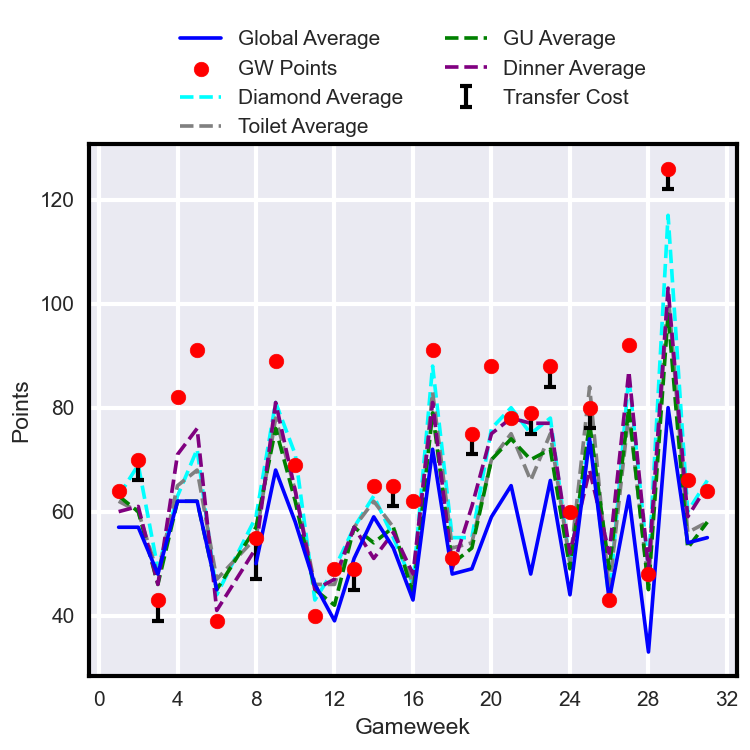 Global Average
GW Points
Diamond Average
Toilet Average
GU Average
Dinner Average
Transfer Cost
120
100
80
60
40
Points
0 4 8 12 16 20 24 28 32
Gameweek